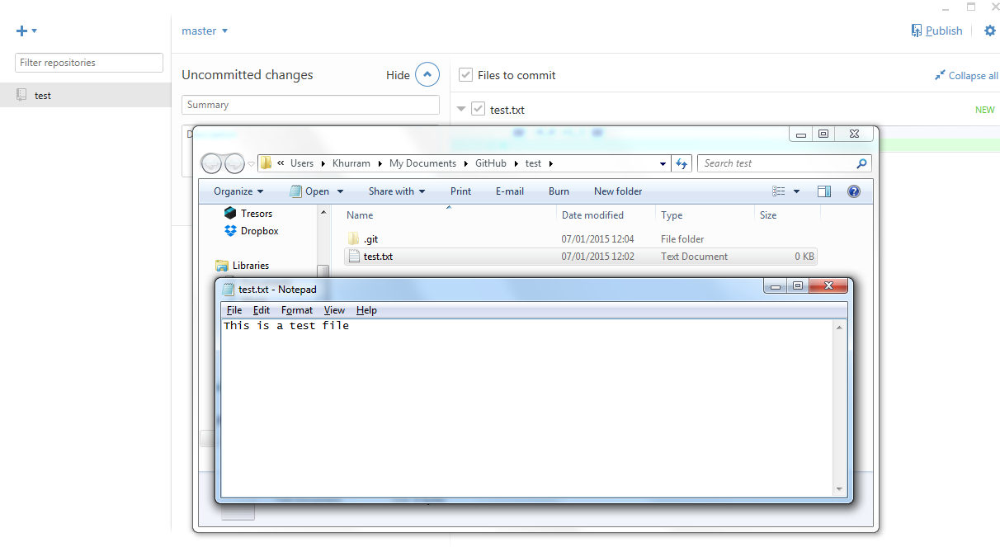 master
Publish
Filter repositories
test
Uncommitted changes
Hide
Summary
Files to commit
Collapse all
test.txt
NEW
« Users Khurram My Documents GitHub test
Search test
Organize Open Share with Print E-mail Burn New folder
Tresors
Dropbox
Libraries
Name Date modified Type Size
.git 07/01/2015 12:04 File folder
test.txt 07/01/2015 12:02 Text Document 0 KB
test.txt - Notepad
File Edit Format View Help
This is a test file